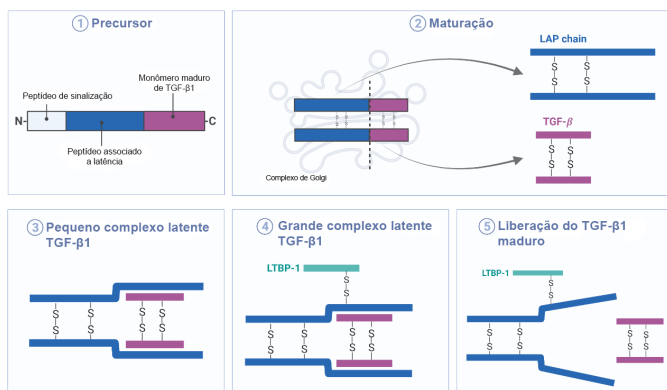 1 Precursor
Peptídeo de sinalização
Monômero maduro
de TGF-β1
N-
-C
Peptídeo associado
a latência
2 Maturação
LAP chain
S S
S S
TGF-β
S S
S S
Complexo de Golgi
3 Pequeno complexo latente
TGF-β1
S S S S
S S S S
4 Grande complexo latente
TGF-β1
LTBP-1
S
S
S S S S
S S S S
5 Liberação do TGF-β1
maduro
LTBP-1
S
S
S S S S
S S S S